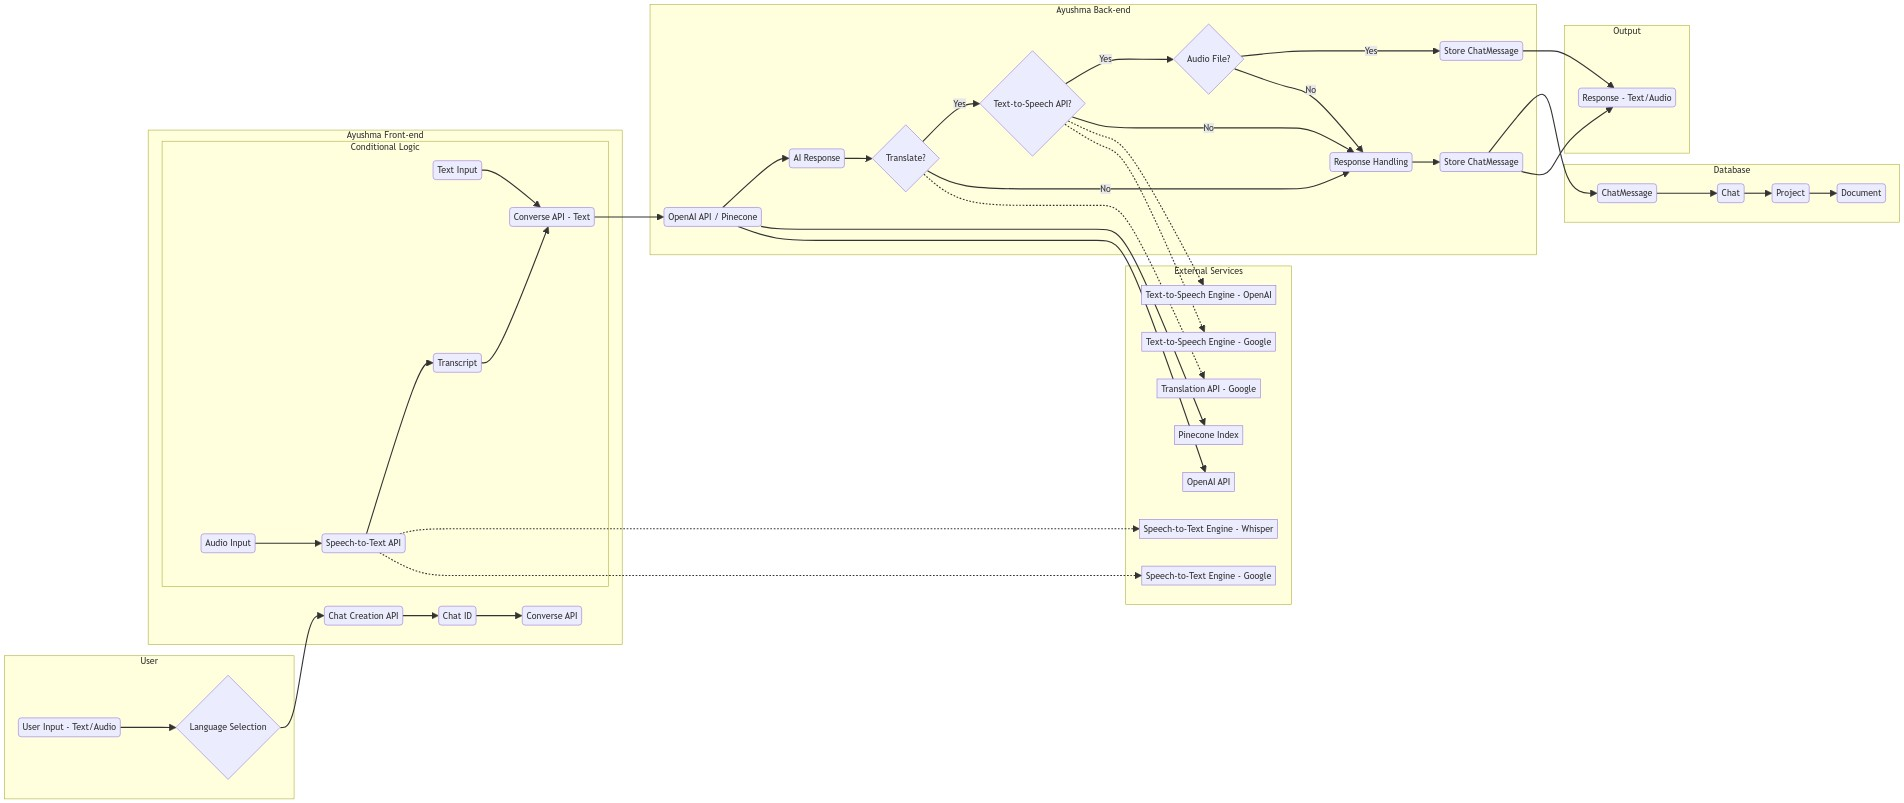 Ayushma Back-end
Output
Database
Ayushma Front-end
Conditional Logic
External Services
User
Text Input
Converse API - Text
Transcript
Audio Input
Speech-to-Text API
Chat Creation API
Chat ID
Converse API
User Input - Text/Audio
Language Selection
OpenAI API / Pinecone
AI Response
Translate?
Yes
No
Text-to-Speech API?
Yes
No
Audio File?
Yes
No
Store ChatMessage
Response Handling
Store ChatMessage
Response - Text/Audio
ChatMessage
Chat
Project
Document
Text-to-Speech Engine - OpenAI
Text-to-Speech Engine - Google
Translation API - Google
Pinecone Index
OpenAI API
Speech-to-Text Engine - Whisper
Speech-to-Text Engine - Google